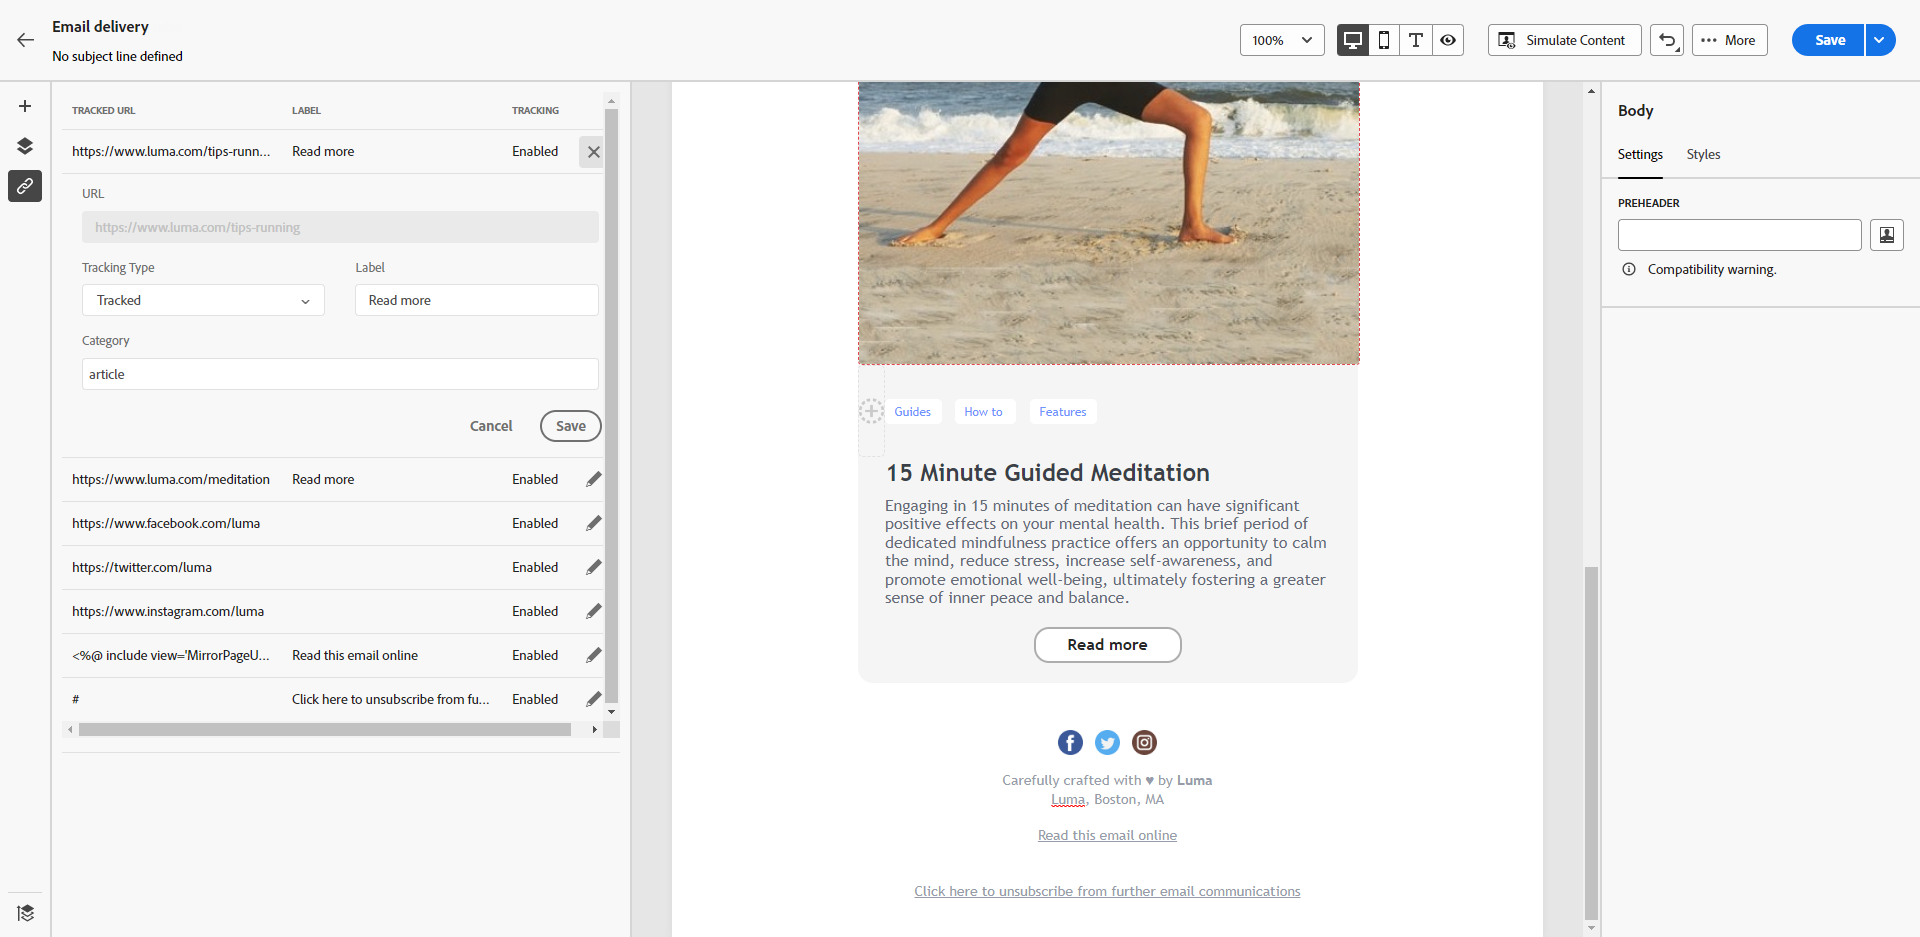 Email delivery
No subject line defined
100%
Simulate Content
More
Save
TRACKED URL LABEL TRACKING
https://www.luma.com/tips-runn... Read more Enabled
URL
https://www.luma.com/tips-running
Tracking Type Label
Tracked Read more
Category
article
Cancel Save
https://www.luma.com/meditation Read more Enabled
https://www.facebook.com/luma Enabled
https://twitter.com/luma Enabled
https://www.instagram.com/luma Enabled
<%@ include view='MirrorPageU... Read this email online Enabled
# Click here to unsubscribe from fu... Enabled
Guides How to Features
15 Minute Guided Meditation
Engaging in 15 minutes of meditation can have significant
positive effects on your mental health. This brief period of
dedicated mindfulness practice offers an opportunity to calm
the mind, reduce stress, increase self-awareness, and
promote emotional well-being, ultimately fostering a greater
sense of inner peace and balance.
Read more
Carefully crafted with ♥ by Luma
Luma, Boston, MA
Read this email online
Click here to unsubscribe from further email communications
Body
Settings Styles
PREHEADER
Compatibility warning.